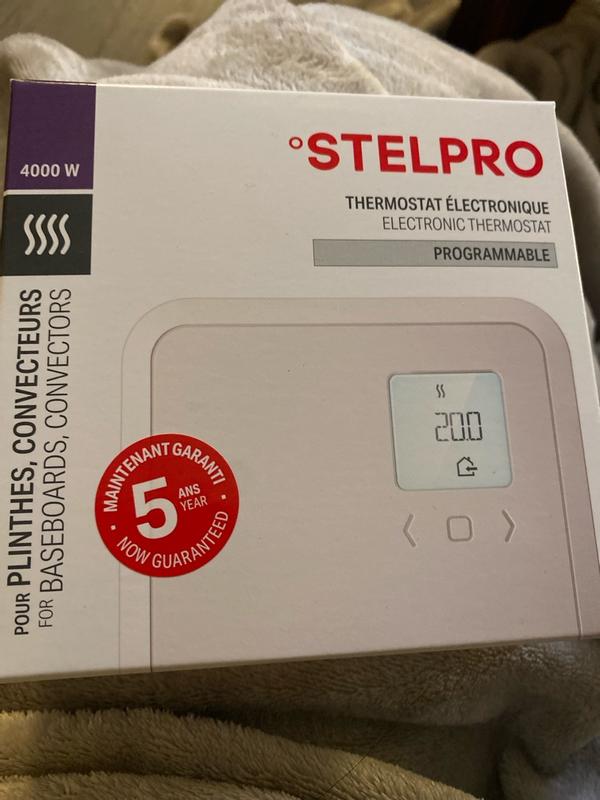 4000 W
°STELPRO
THERMOSTAT ÉLECTRONIQUE
ELECTRONIC THERMOSTAT
PROGRAMMABLE
POUR PLINTHES, CONVECTEURS
FOR BASEBOARDS, CONVECTORS
20.0
MAINTENANT GARANTI
5 ANS
YEAR
NOW GUARANTEED